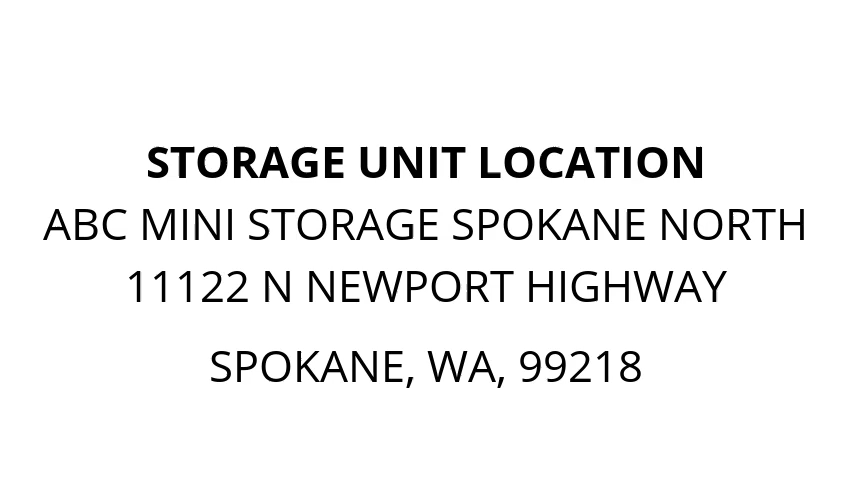 STORAGE UNIT LOCATION
ABC MINI STORAGE SPOKANE NORTH
11122 N NEWPORT HIGHWAY
SPOKANE, WA, 99218